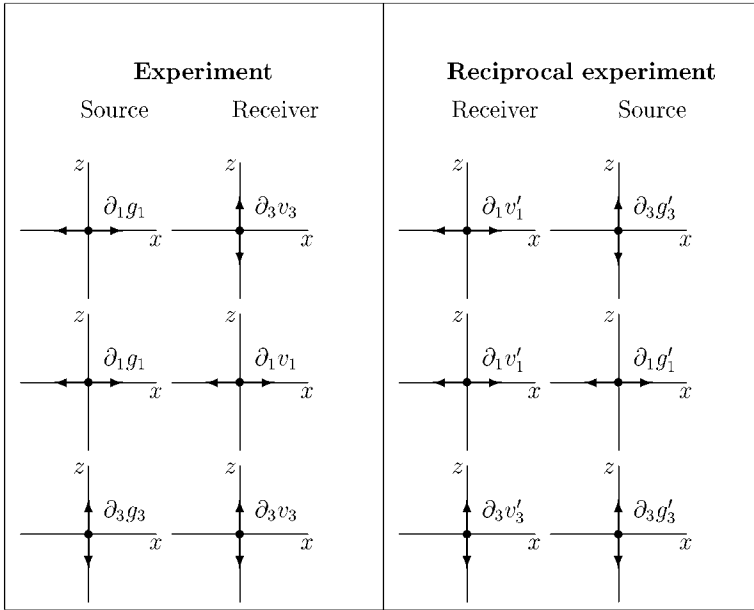 Experiment Reciprocal experiment
Source Receiver Receiver Source
z z z z
∂₁g₁ ∂₃v₃ ∂₁v′₁ ∂₃g′₃
x x x x
z z z z
∂₁g₁ ∂₁v₁ ∂₁v′₁ ∂₁g′₁
x x x x
z z z z
∂₃g₃ ∂₃v₃ ∂₃v′₃ ∂₃g′₃
x x x x